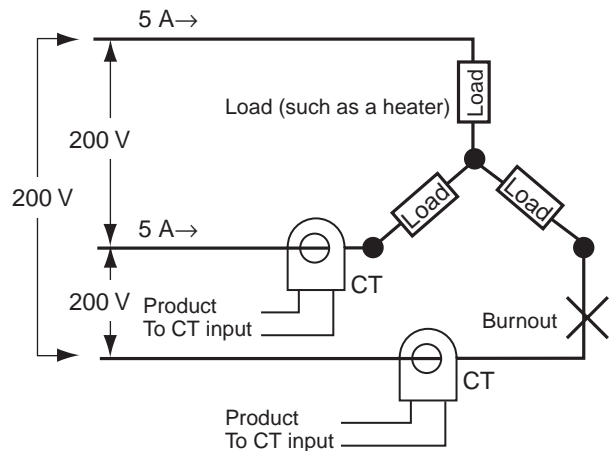 5 A→
Load
Load (such as a heater)
200 V
200 V
Load
Load
5 A→
CT
200 V
Product
To CT input
Burnout
CT
Product
To CT input